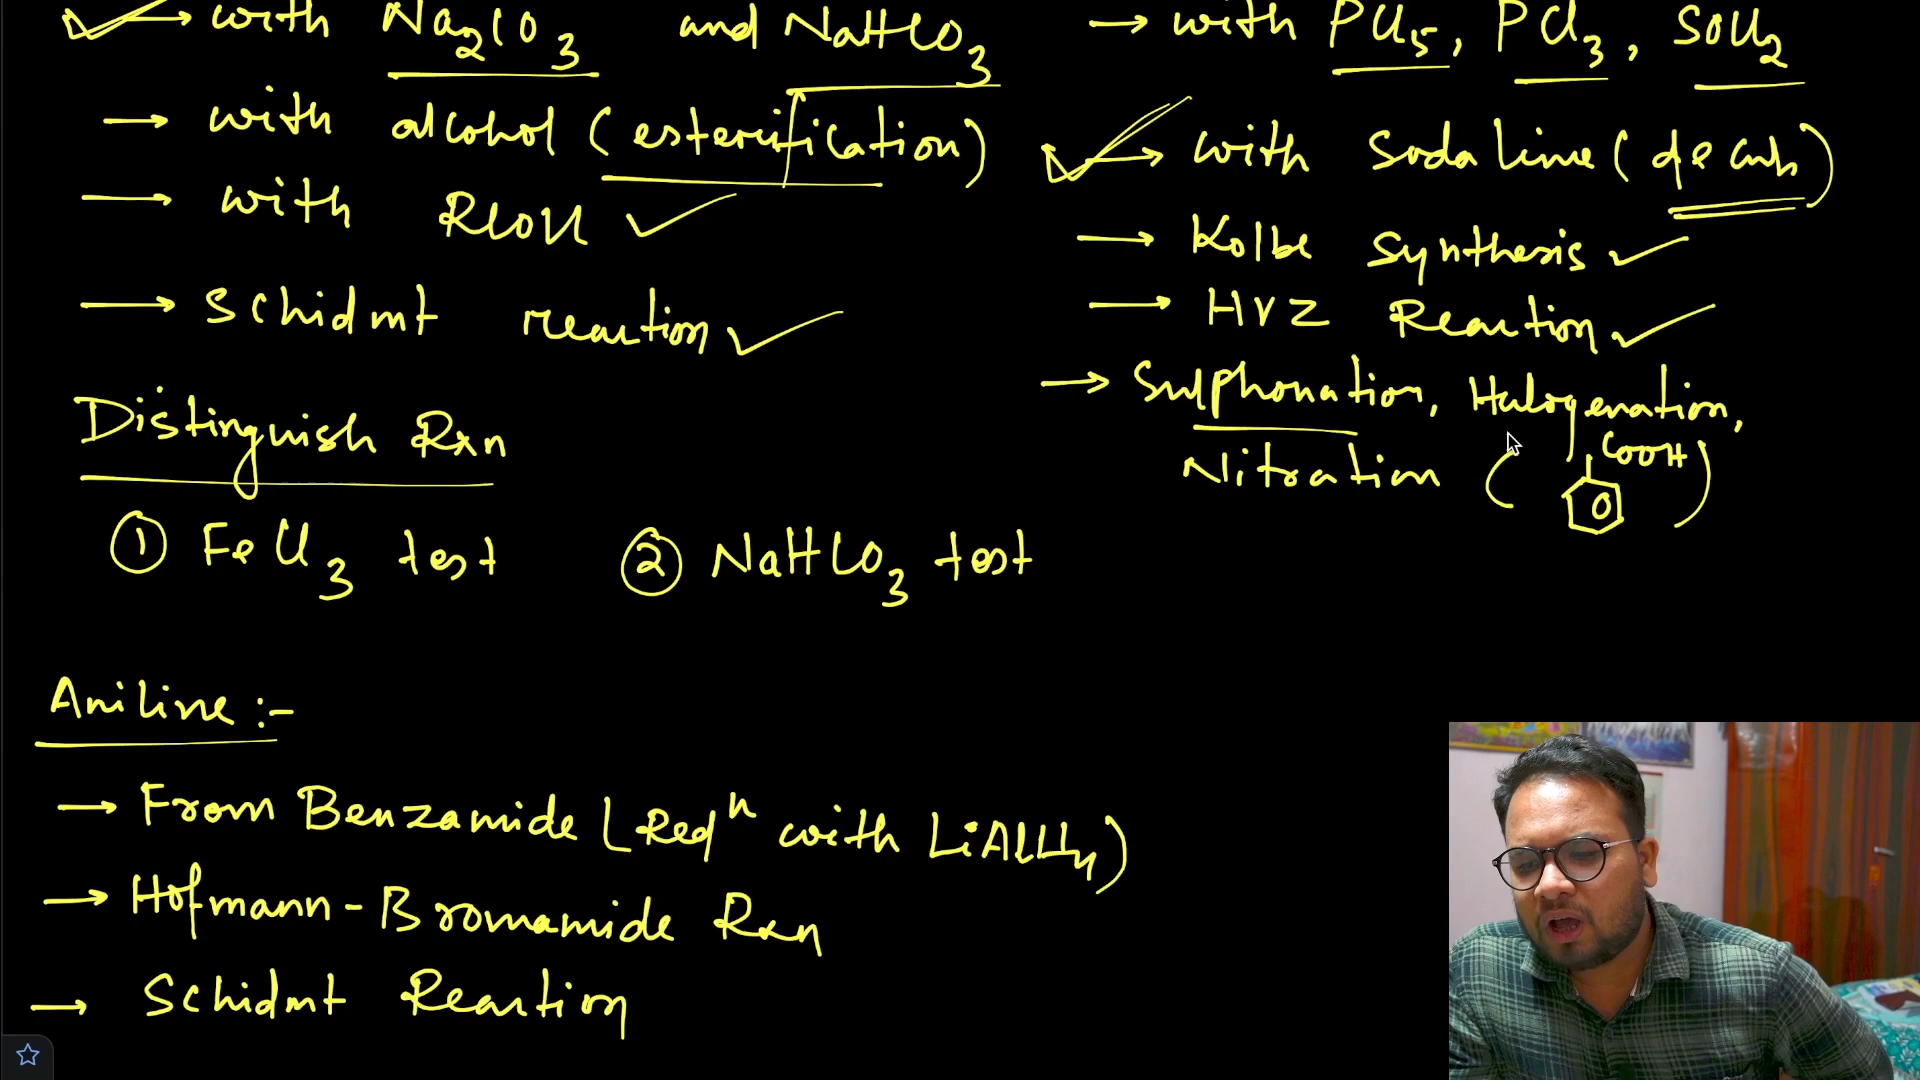 → with Na2CO3 and NaHCO3
→ with alcohol (esterification)
→ with RCOCl
→ Schidmt reaction
→ with PCl5, PCl3, SOCl2
→ with Soda lime (decarb)
→ Kolbe Synthesis
→ HVZ Reaction
→ Sulphonation, Halogenation,
Nitration (COOH)
Distinguish Rxn
① FeCl3 test ② NaHCO3 test
Aniline :-
→ From Benzamide (Redn with LiAlH4)
→ Hofmann - Bromamide Rxn
→ Schidmt Reaction